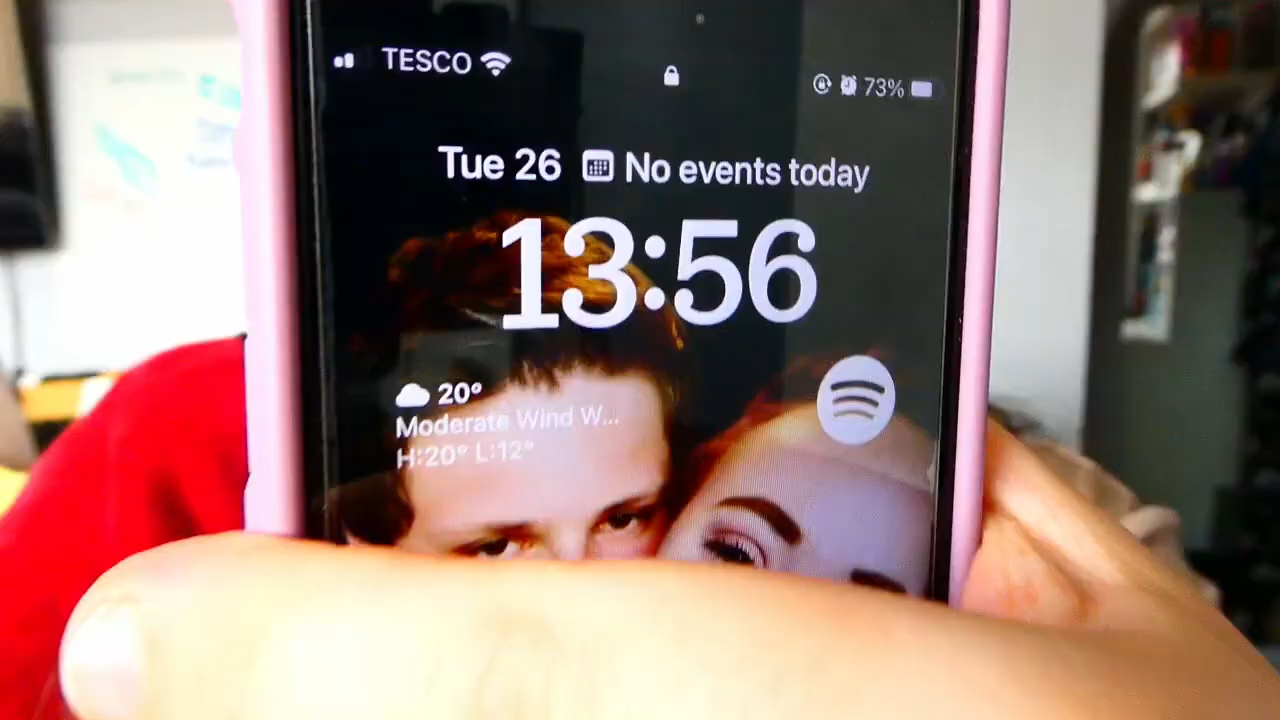 TESCO
73%
Tue 26 No events today
13:56
20°
Moderate Wind W...
H:20° L:12°